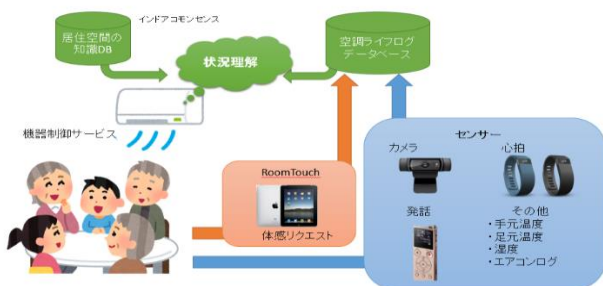 インドアコモンセンス
居住空間の
知識DB
状況理解
空調ライフログ
データベース
機器制御サービス
RoomTouch
体感リクエスト
センサー
カメラ
心拍
発話
その他
・手元温度
・足元温度
・湿度
・エアコンログ